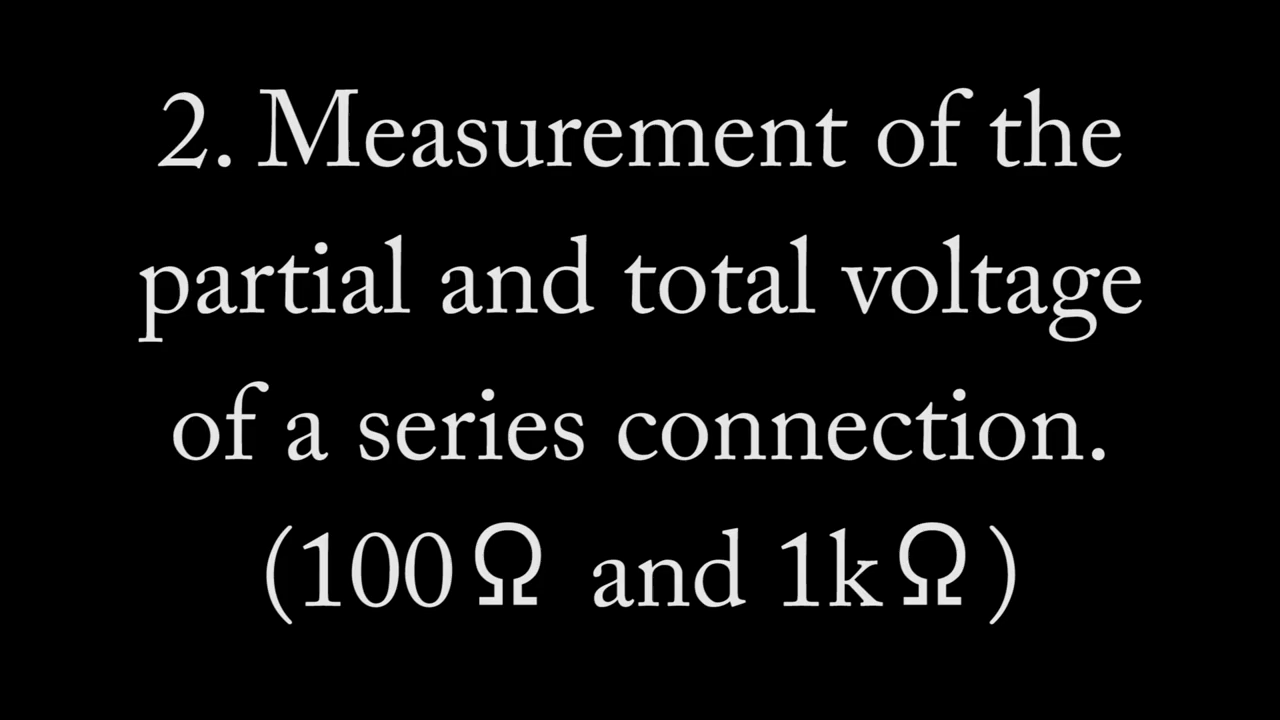 2. Measurement of the
partial and total voltage
of a series connection.
(100Ω and 1kΩ)